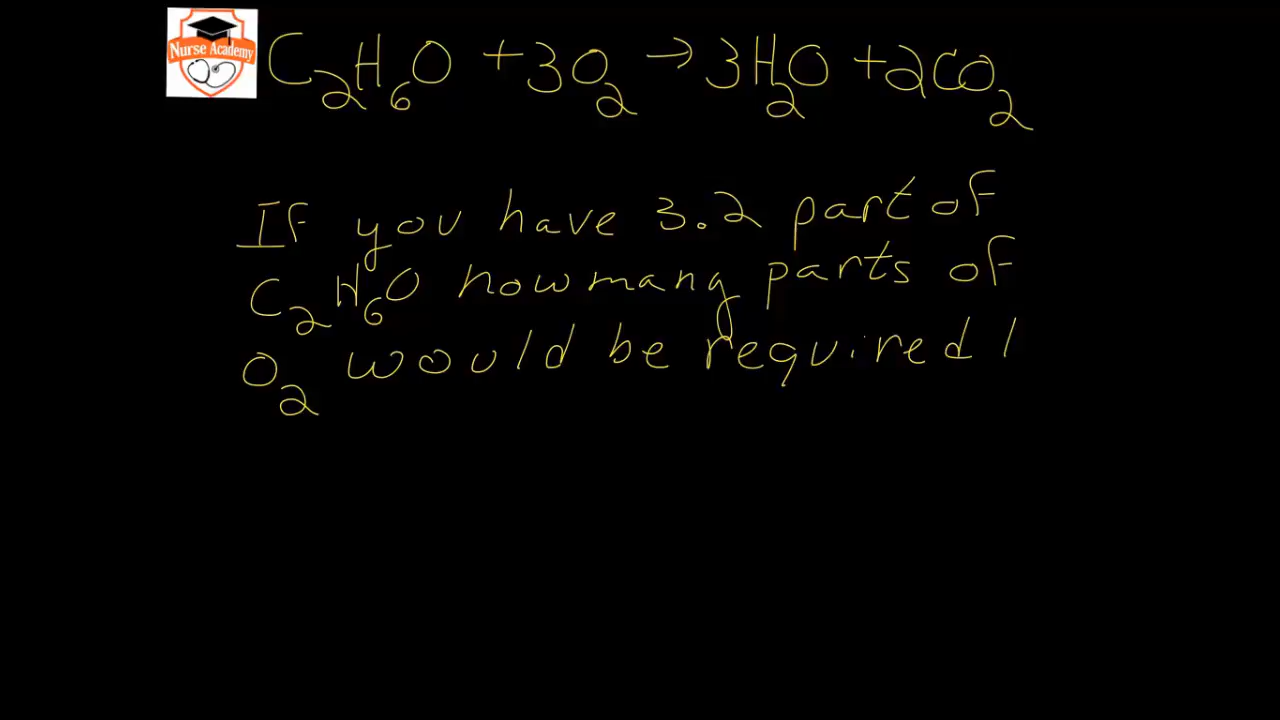 Nurse Academy
C₂H₆O + 3O₂ → 3H₂O + 2CO₂
If you have 3.2 part of
C₂H₆O how many parts of
O₂ would be required